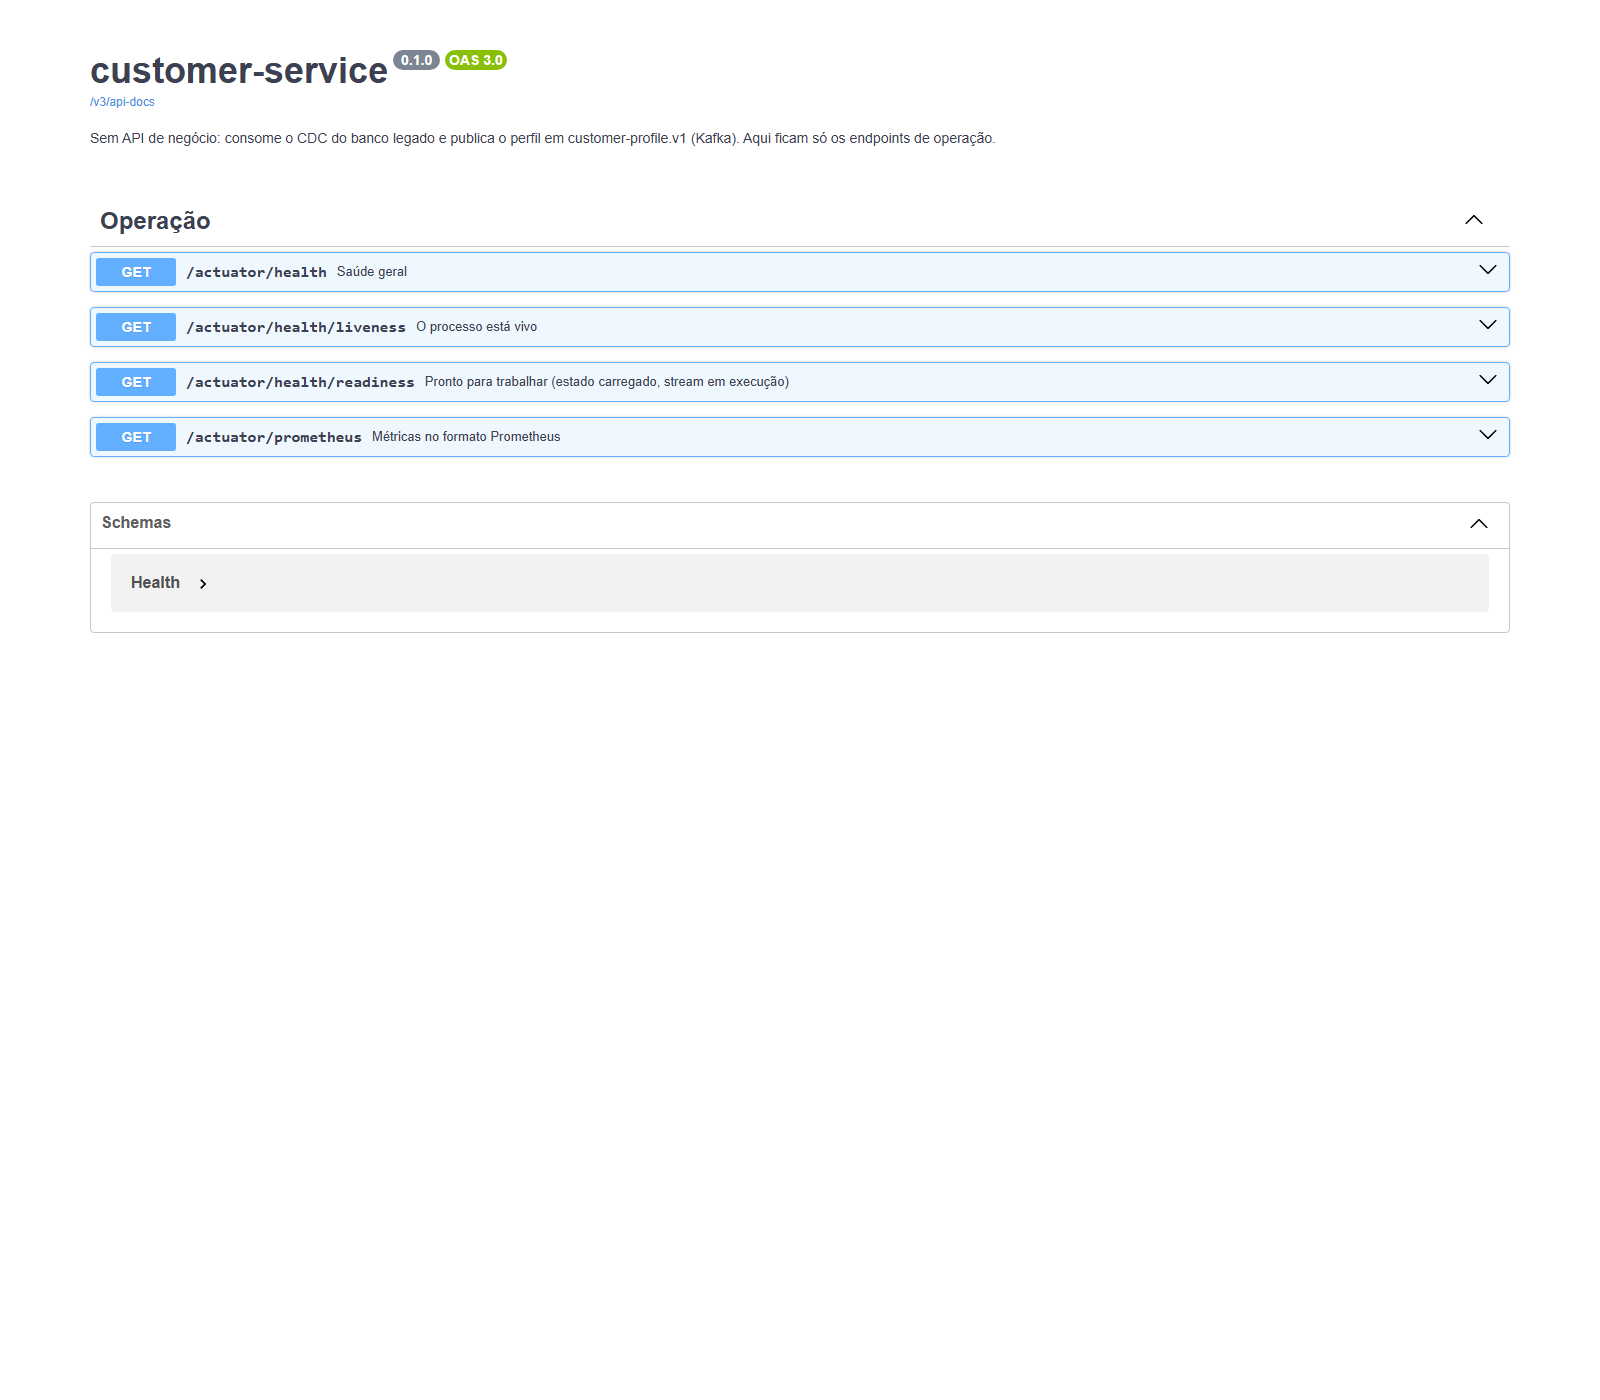 customer-service 0.1.0 OAS 3.0
/v3/api-docs
Sem API de negócio: consome o CDC do banco legado e publica o perfil em customer-profile.v1 (Kafka). Aqui ficam só os endpoints de operação.
Operação
GET /actuator/health Saúde geral
GET /actuator/health/liveness O processo está vivo
GET /actuator/health/readiness Pronto para trabalhar (estado carregado, stream em execução)
GET /actuator/prometheus Métricas no formato Prometheus
Schemas
Health